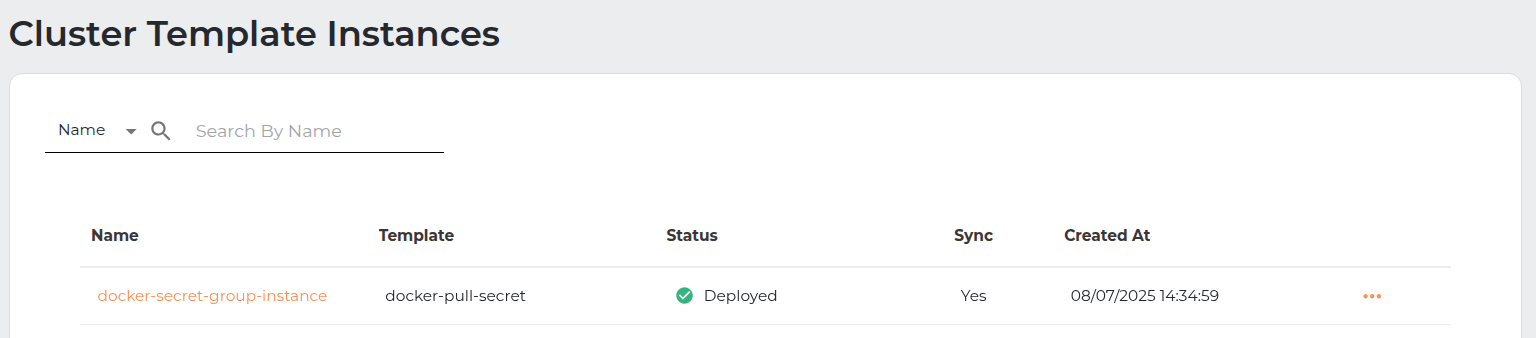 Cluster Template Instances
Name Search By Name
Name Template Status Sync Created At
docker-secret-group-instance docker-pull-secret Deployed Yes 08/07/2025 14:34:59